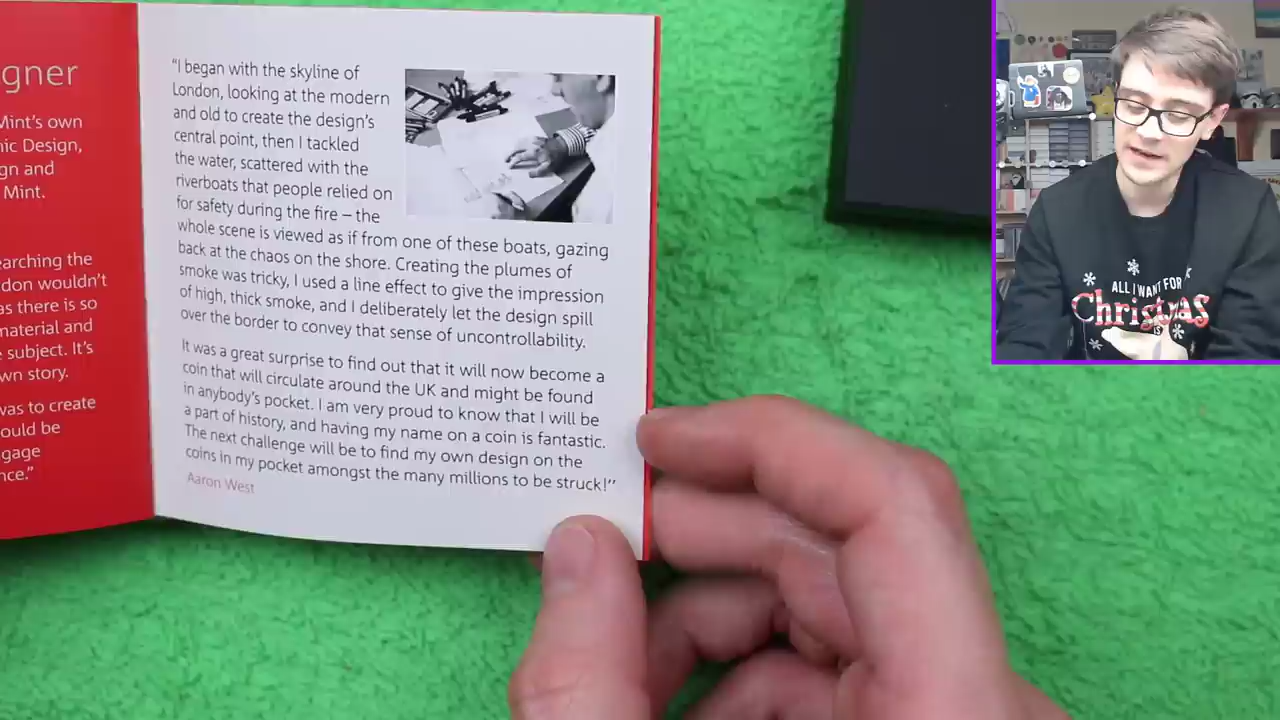 igner
Mint's own
nic Design,
gn and
Mint.
earching the
don wouldn't
as there is so
material and
subject. It's
wn story.
was to create
ould be
gage
nce."
"I began with the skyline of
London, looking at the modern
and old to create the design's
central point, then I tackled
the water, scattered with the
riverboats that people relied on
for safety during the fire – the
whole scene is viewed as if from one of these boats, gazing
back at the chaos on the shore. Creating the plumes of
smoke was tricky, I used a line effect to give the impression
of high, thick smoke, and I deliberately let the design spill
over the border to convey that sense of uncontrollability.
It was a great surprise to find out that it will now become a
coin that will circulate around the UK and might be found
in anybody's pocket. I am very proud to know that I will be
a part of history, and having my name on a coin is fantastic.
The next challenge will be to find my own design on the
coins in my pocket amongst the many millions to be struck!"
Aaron West
ALL I WANT FOR
Christmas
IS